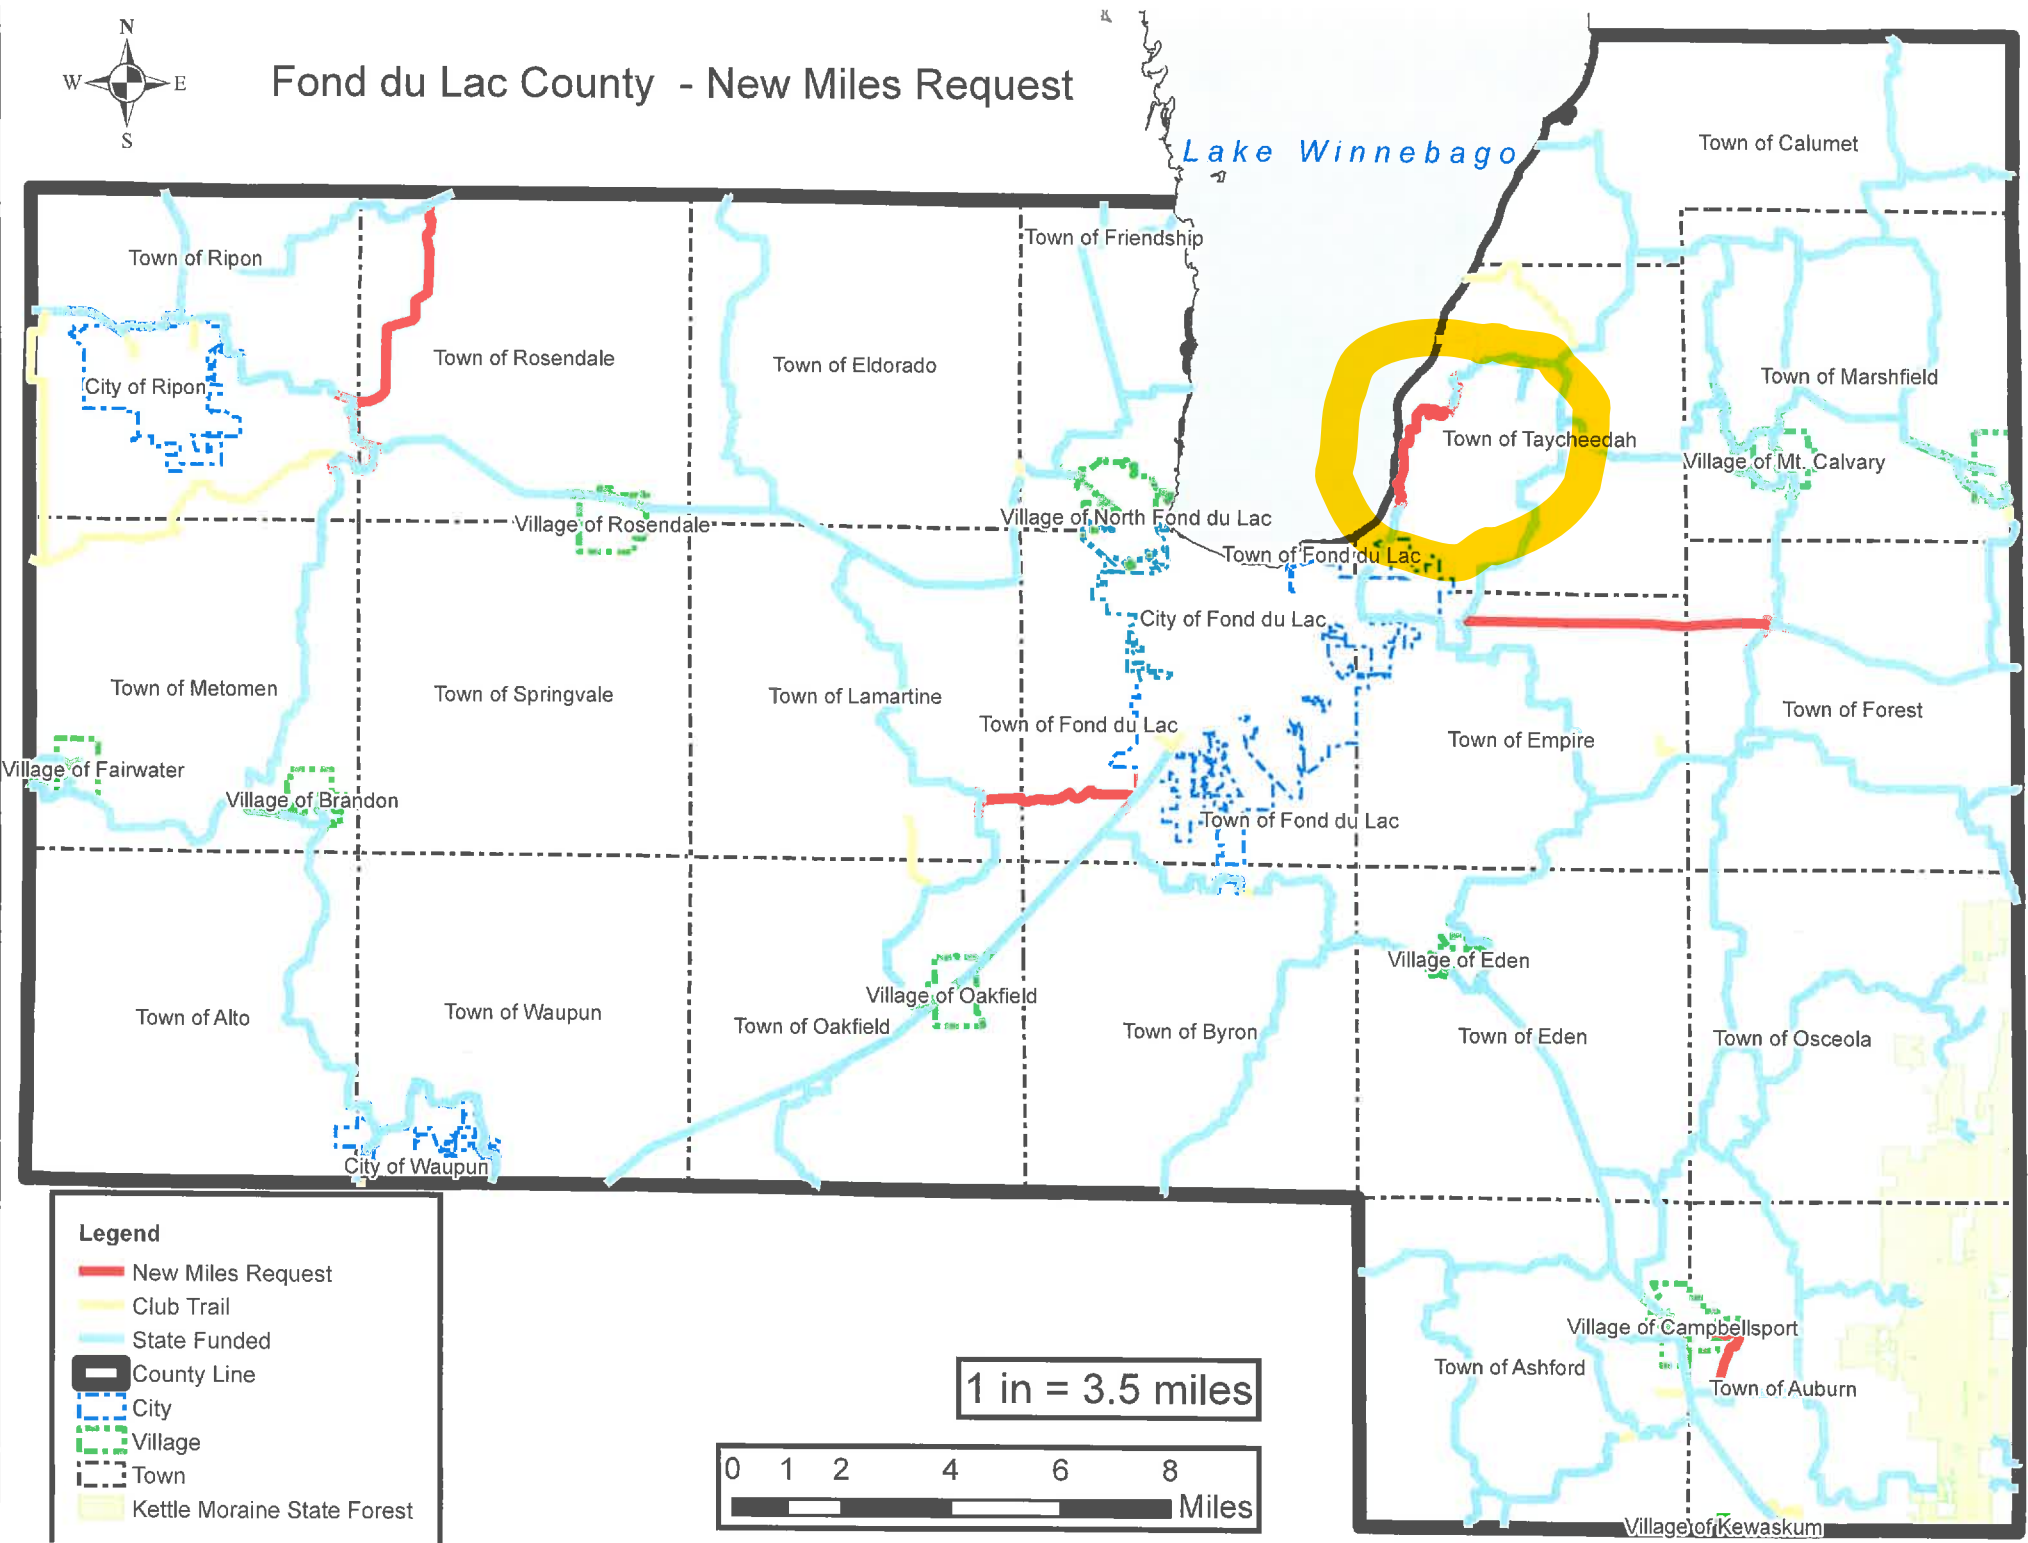 N
W E
S
Fond du Lac County - New Miles Request
Lake Winnebago
Town of Calumet
Town of Ripon
Town of Friendship
City of Ripon
Town of Rosendale
Town of Eldorado
Town of Marshfield
Town of Taycheedah
Village of Mt. Calvary
Village of Rosendale
Village of North Fond du Lac
Town of Fond du Lac
City of Fond du Lac
Town of Metomen
Town of Springvale
Town of Lamartine
Town of Fond du Lac
Town of Empire
Town of Forest
Village of Fairwater
Village of Brandon
Town of Fond du Lac
Village of Eden
Village of Oakfield
Town of Alto
Town of Waupun
Town of Oakfield
Town of Byron
Town of Eden
Town of Osceola
City of Waupun
Village of Campbellsport
Town of Ashford
Town of Auburn
Village of Kewaskum
Legend
New Miles Request
Club Trail
State Funded
County Line
City
Village
Town
Kettle Moraine State Forest
1 in = 3.5 miles
0 1 2 4 6 8
Miles